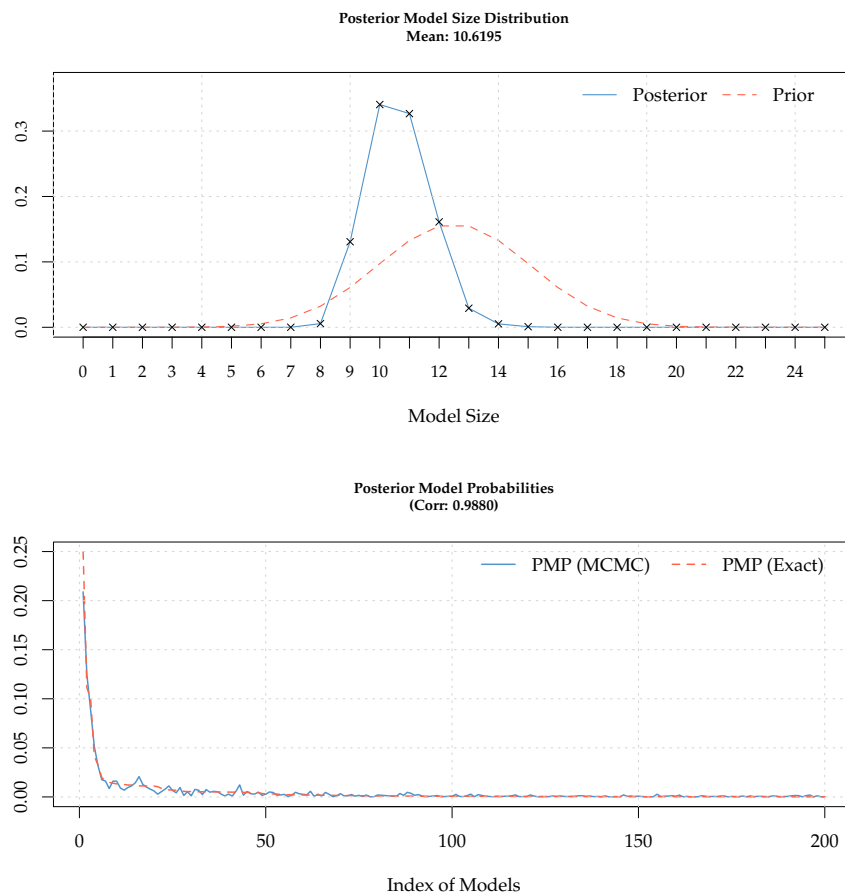 Posterior Model Size Distribution
Mean: 10.6195
Posterior Prior
0.3
0.2
0.1
0.0
0 1 2 3 4 5 6 7 8 9 10 12 14 16 18 20 22 24
Model Size
Posterior Model Probabilities
(Corr: 0.9880)
PMP (MCMC) PMP (Exact)
0.25
0.20
0.15
0.10
0.05
0.00
0 50 100 150 200
Index of Models